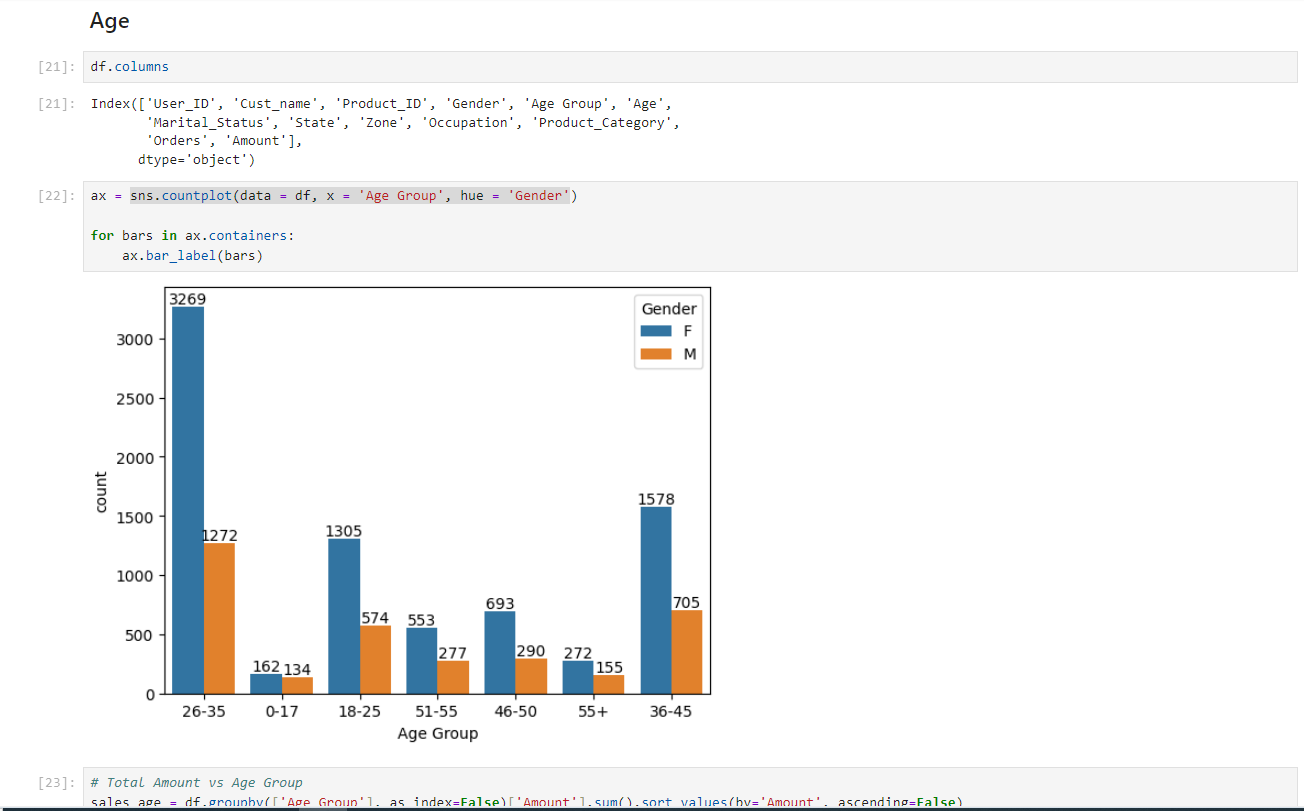 Age
[21]: df.columns
[21]: Index(['User_ID', 'Cust_name', 'Product_ID', 'Gender', 'Age Group', 'Age',
'Marital_Status', 'State', 'Zone', 'Occupation', 'Product_Category',
'Orders', 'Amount'],
dtype='object')
[22]: ax = sns.countplot(data = df, x = 'Age Group', hue = 'Gender')
for bars in ax.containers:
ax.bar_label(bars)
3269
Gender
F
M
3000
2500
2000
1578
count
1500
1305
1272
1000
705
693
574
553
500
277
290
272
162
134
155
0
26-35 0-17 18-25 51-55 46-50 55+ 36-45
Age Group
[23]: # Total Amount vs Age Group
sales_age = df.groupby(['Age Group'], as_index=False)['Amount'].sum().sort_values(by='Amount', ascending=False)